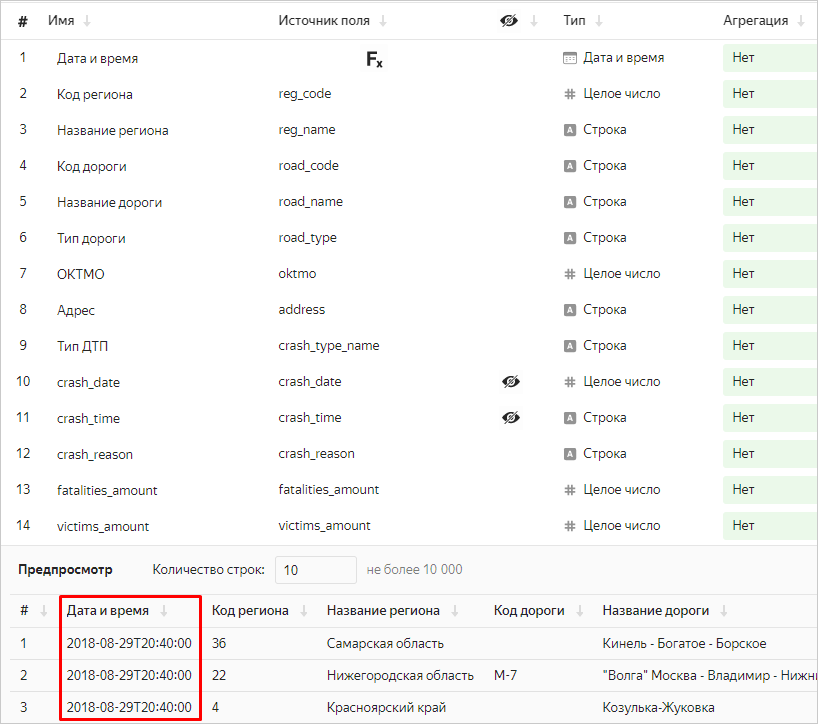 # Имя Источник поля Тип Агрегация
1 Дата и время Fx Дата и время Нет
2 Код региона reg_code Целое число Нет
3 Название региона reg_name Строка Нет
4 Код дороги road_code Строка Нет
5 Название дороги road_name Строка Нет
6 Тип дороги road_type Строка Нет
7 ОКТМО oktmo Целое число Нет
8 Адрес address Строка Нет
9 Тип ДТП crash_type_name Строка Нет
10 crash_date crash_date Целое число Нет
11 crash_time crash_time Строка Нет
12 crash_reason crash_reason Строка Нет
13 fatalities_amount fatalities_amount Целое число Нет
14 victims_amount victims_amount Целое число Нет
Предпросмотр Количество строк: 10 не более 10 000
# Дата и время Код региона Название региона Код дороги Название дороги
1 2018-08-29T20:40:00 36 Самарская область Кинель - Богатое - Борское
2 2018-08-29T20:40:00 22 Нижегородская область М-7 "Волга" Москва - Владимир -
3 2018-08-29T20:40:00 4 Красноярский край Козулька-Жуковка